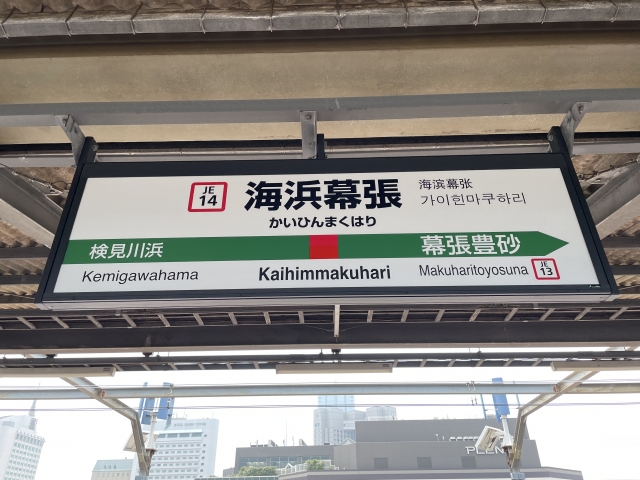 JE
14
海浜幕張
かいひんまくはり
海滨幕张
가이힌마쿠하리
検見川浜
幕張豊砂
Kemigawahama
Kaihimmakuhari
Makuharitoyosuna
JE
13
PLEN